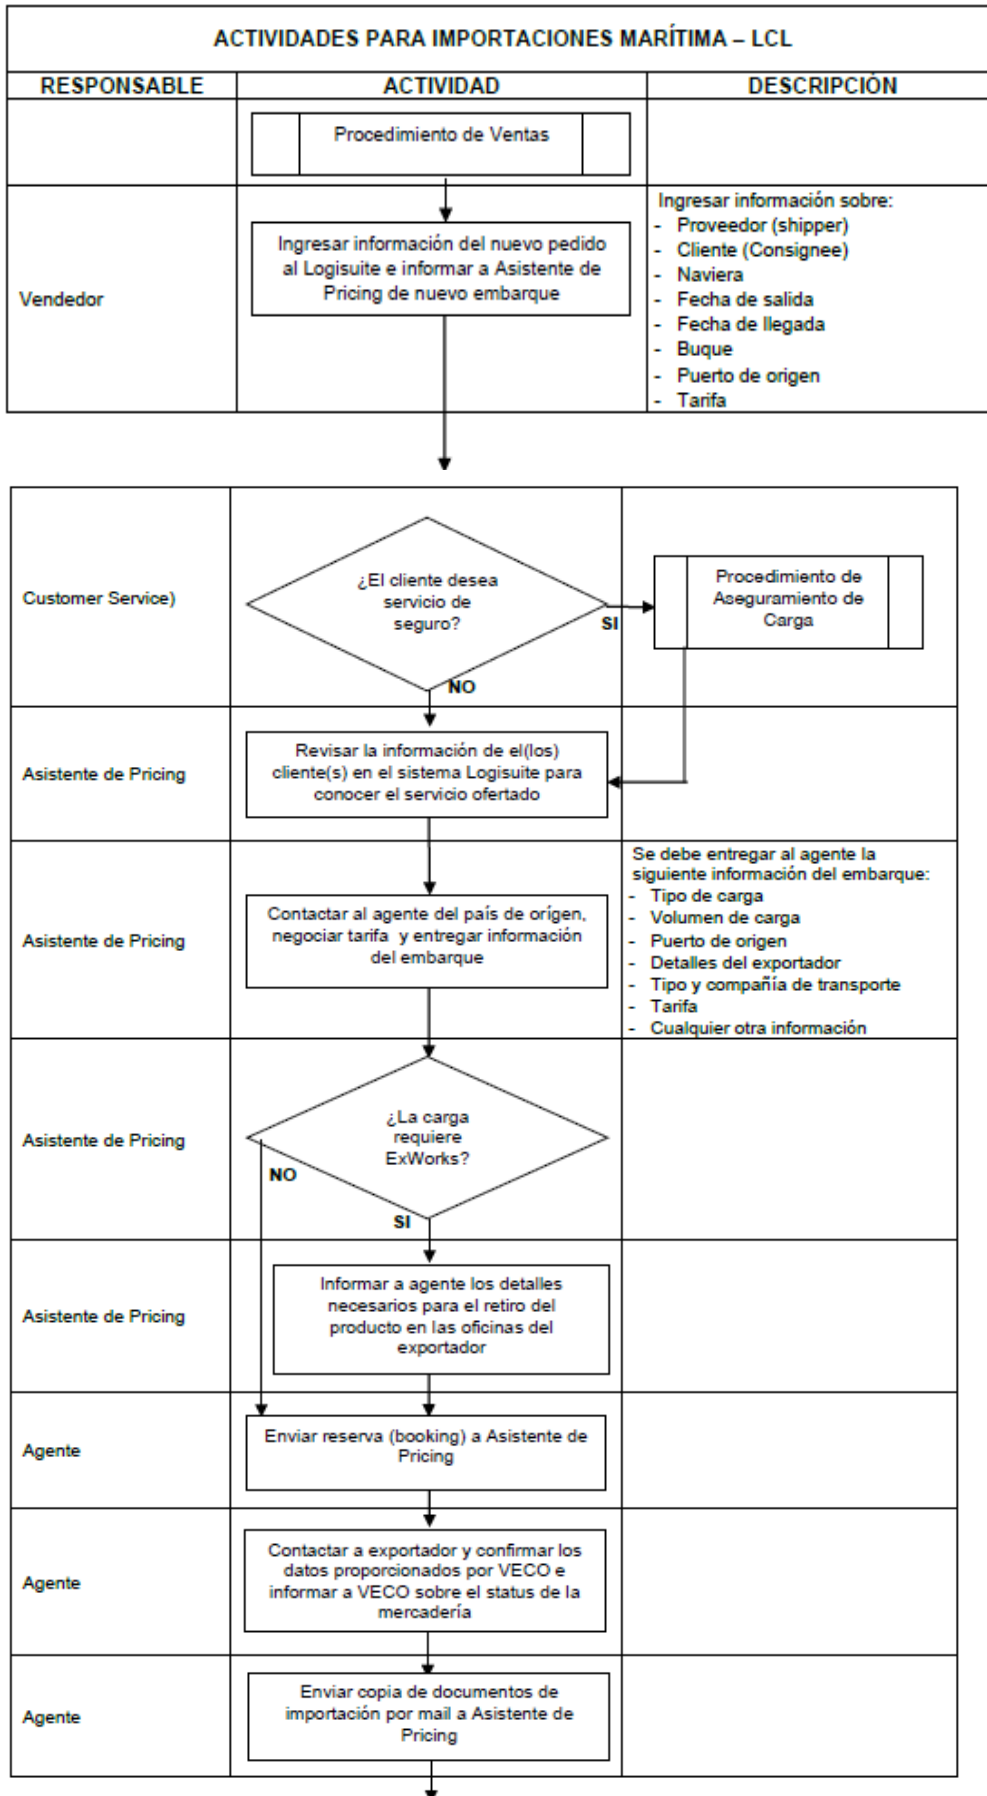 ACTIVIDADES PARA IMPORTACIONES MARÍTIMA – LCL
RESPONSABLE
ACTIVIDAD
DESCRIPCIÓN
Procedimiento de Ventas
Vendedor
Ingresar información del nuevo pedido
al Logisuite e informar a Asistente de
Pricing de nuevo embarque
Ingresar información sobre:
- Proveedor (shipper)
- Cliente (Consignee)
- Naviera
- Fecha de salida
- Fecha de llegada
- Buque
- Puerto de origen
- Tarifa
Customer Service)
¿El cliente desea
servicio de
seguro?
SI
NO
Procedimiento de
Aseguramiento de
Carga
Asistente de Pricing
Revisar la información de el(los)
cliente(s) en el sistema Logisuite para
conocer el servicio ofertado
Asistente de Pricing
Contactar al agente del país de orígen,
negociar tarifa y entregar información
del embarque
Se debe entregar al agente la
siguiente información del embarque:
- Tipo de carga
- Volumen de carga
- Puerto de origen
- Detalles del exportador
- Tipo y compañía de transporte
- Tarifa
- Cualquier otra información
Asistente de Pricing
¿La carga
requiere
ExWorks?
NO
SI
Asistente de Pricing
Informar a agente los detalles
necesarios para el retiro del
producto en las oficinas del
exportador
Agente
Enviar reserva (booking) a Asistente de
Pricing
Agente
Contactar a exportador y confirmar los
datos proporcionados por VECO e
informar a VECO sobre el status de la
mercadería
Agente
Enviar copia de documentos de
importación por mail a Asistente de
Pricing